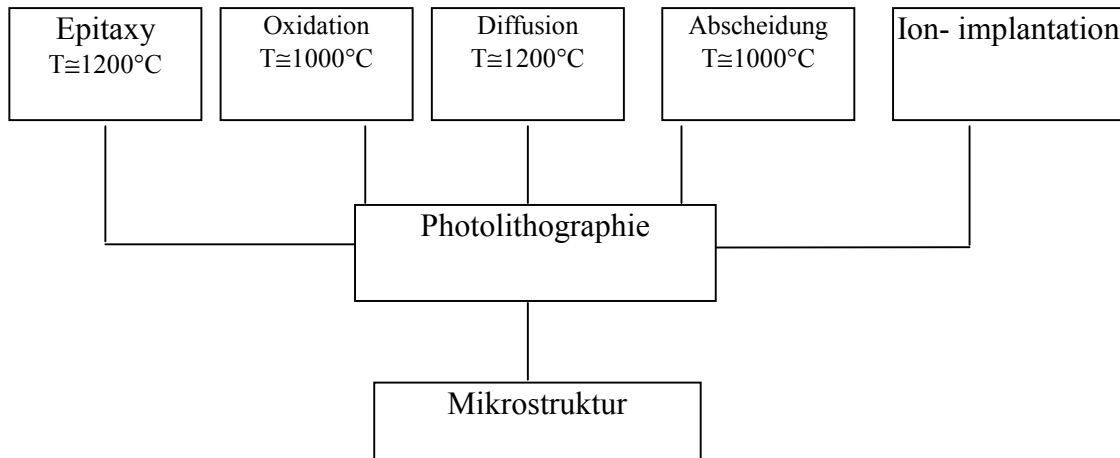 Epitaxy
T≅1200°C
Oxidation
T≅1000°C
Diffusion
T≅1200°C
Abscheidung
T≅1000°C
Ion- implantation
Photolithographie
Mikrostruktur